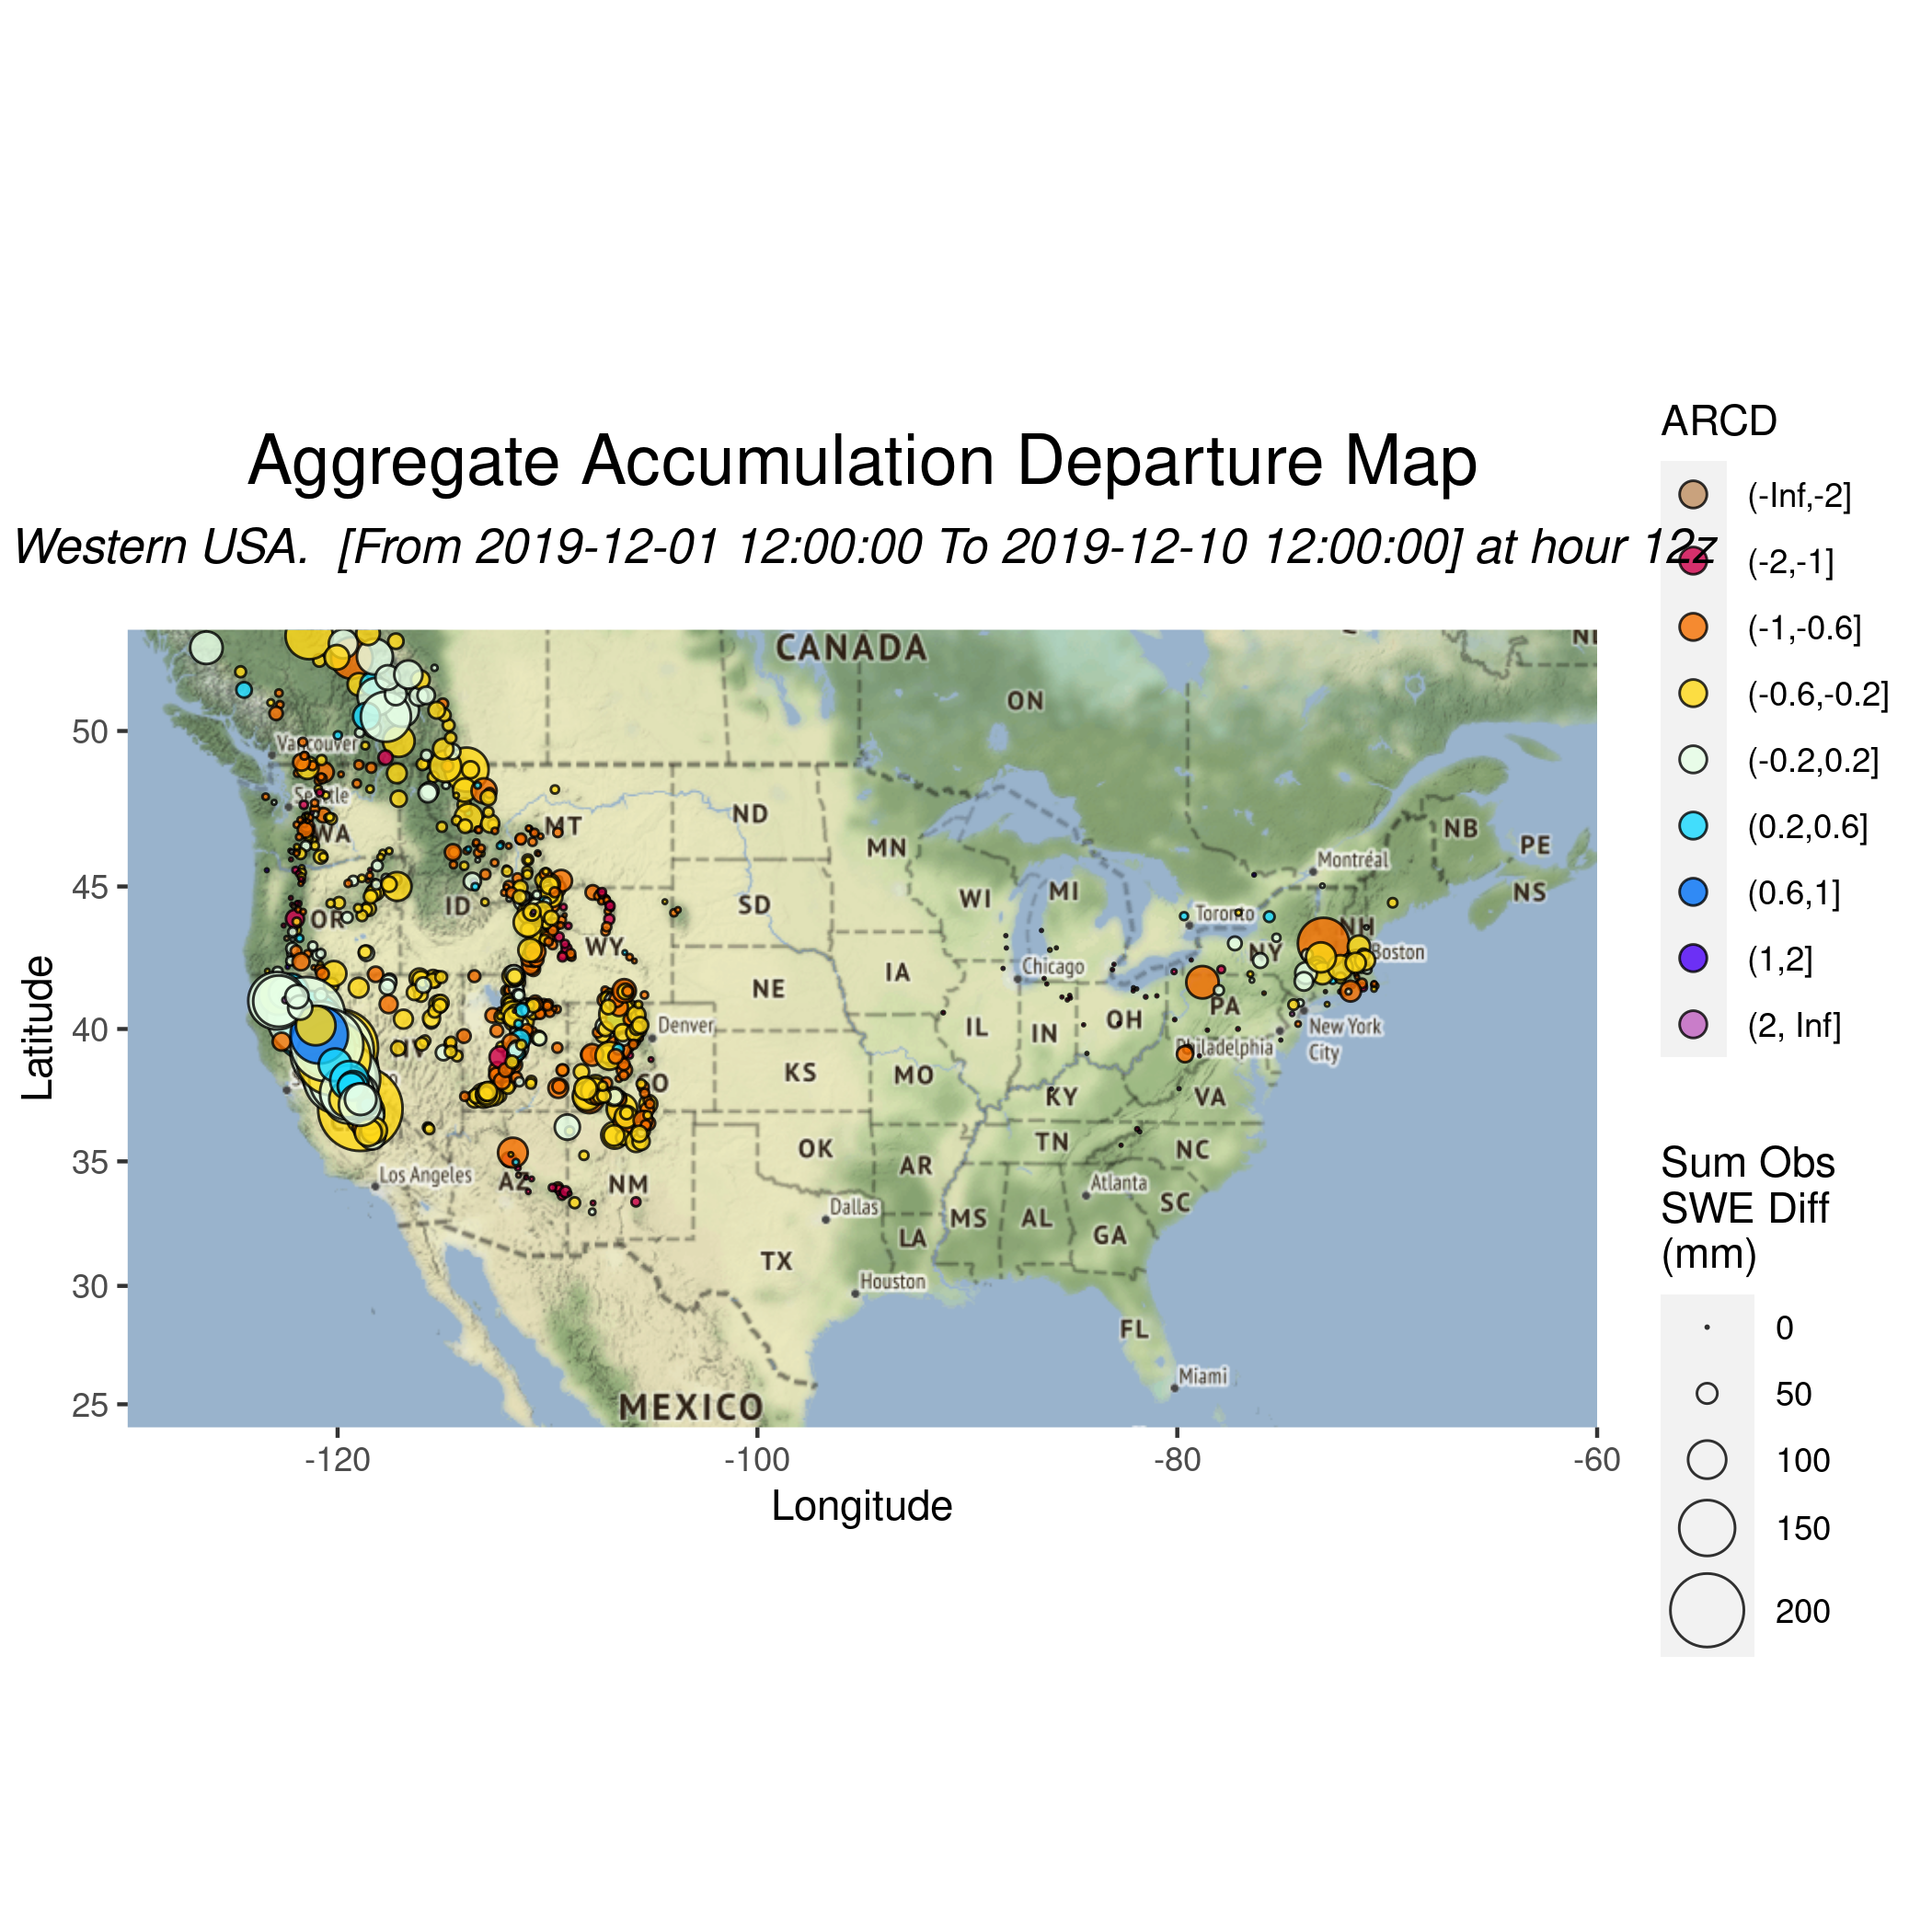 Aggregate Accumulation Departure Map
Western USA. [From 2019-12-01 12:00:00 To 2019-12-10 12:00:00] at hour 12z
ARCD
(-Inf,-2]
(-2,-1]
(-1,-0.6]
(-0.6,-0.2]
(-0.2,0.2]
(0.2,0.6]
(0.6,1]
(1,2]
(2, Inf]
Sum Obs
SWE Diff
(mm)
0
50
100
150
200
Latitude
50
45
40
35
30
25
-120
-100
-80
-60
Longitude
CANADA
ON
Vancouver
Seattle
WA
MT
ND
MN
NB
PE
NS
Montréal
OR
ID
SD
WI
MI
Toronto
NH
WY
NY
Boston
Chicago
IA
NE
PA
IL
IN
OH
New York
City
Denver
Philadelphia
CO
KS
MO
KY
VA
OK
TN
NC
AR
Los Angeles
AZ
NM
Atlanta
SC
Dallas
MS
AL
GA
LA
TX
Houston
FL
Miami
MEXICO